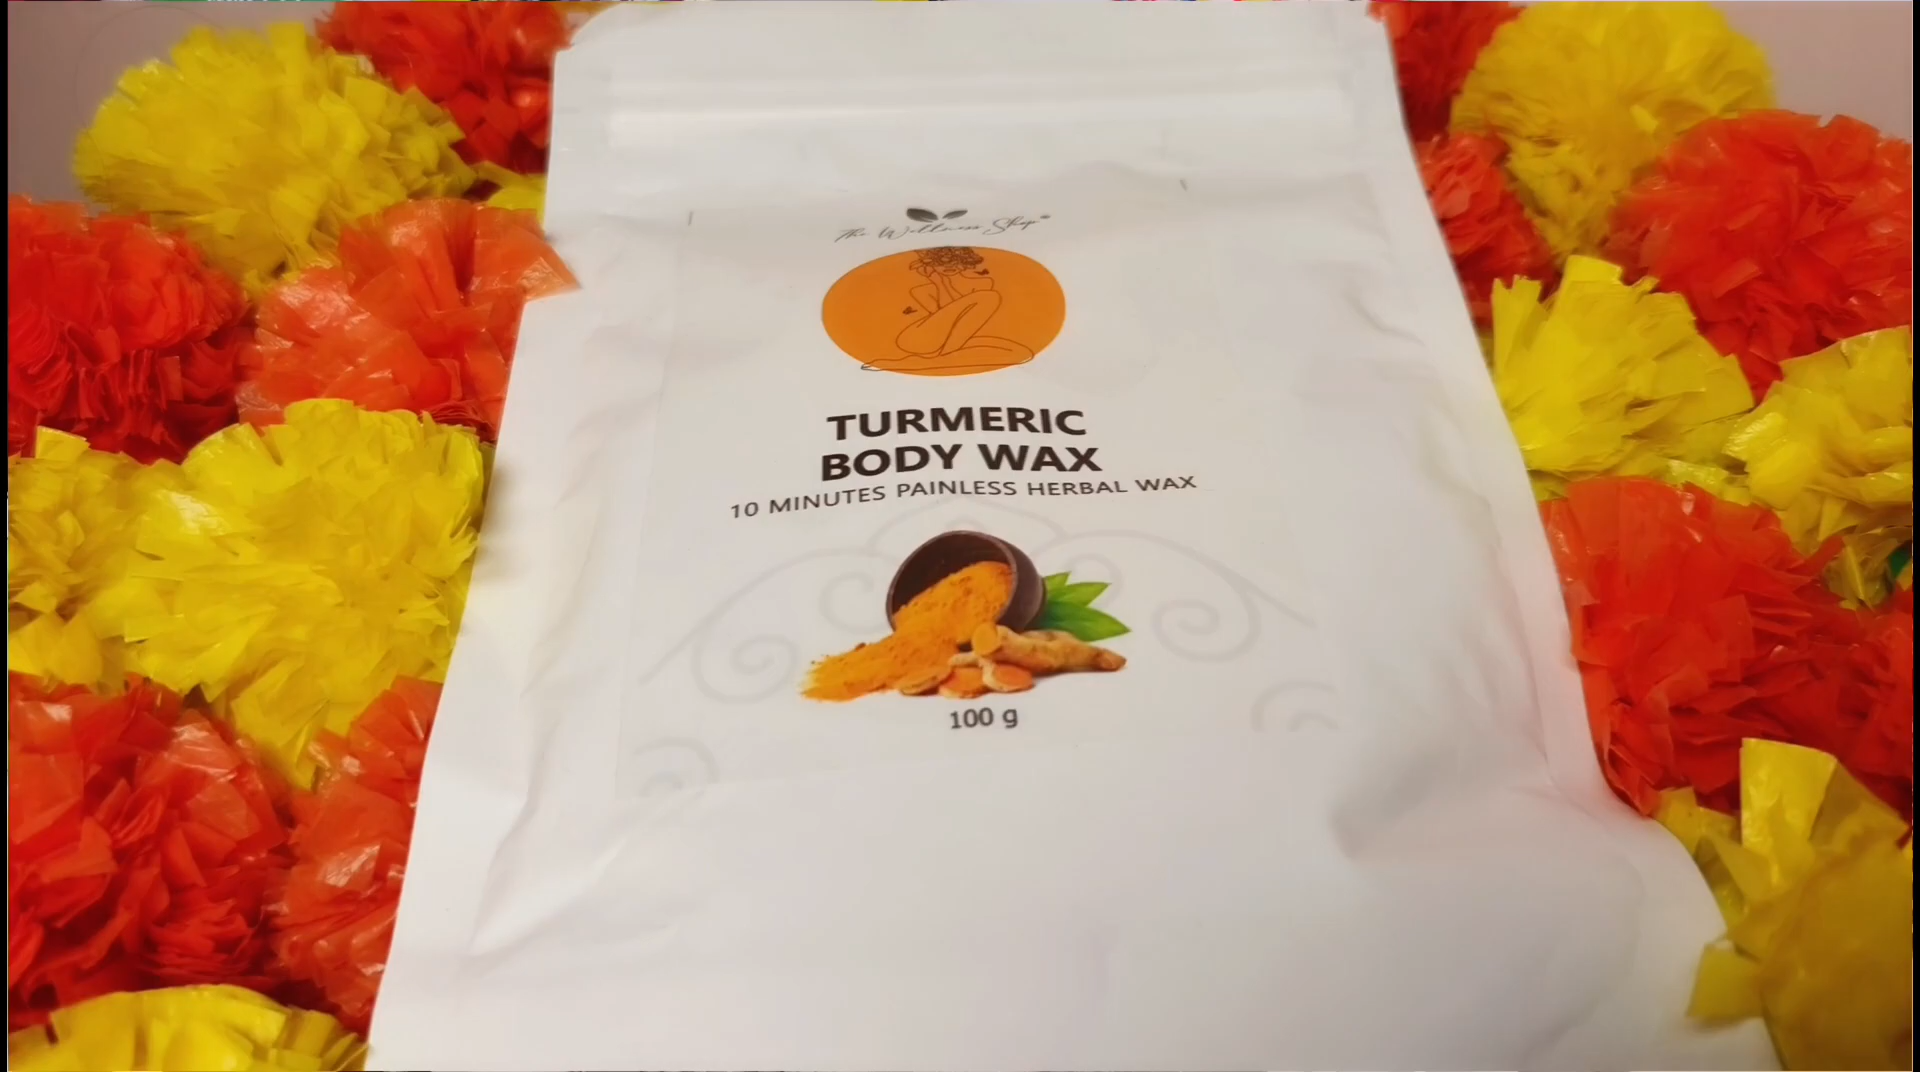 The Wellness Shop
TURMERIC
BODY WAX
10 MINUTES PAINLESS HERBAL WAX
100 g